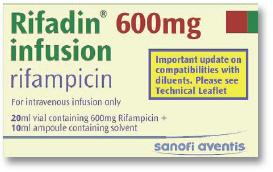 Rifadin® 600mg
infusion
rifampicin
For intravenous infusion only
20ml vial containing 600mg Rifampicin +
10ml ampoule containing solvent
Important update on
compatibilities with
diluents. Please see
Technical Leaflet
sanofi aventis